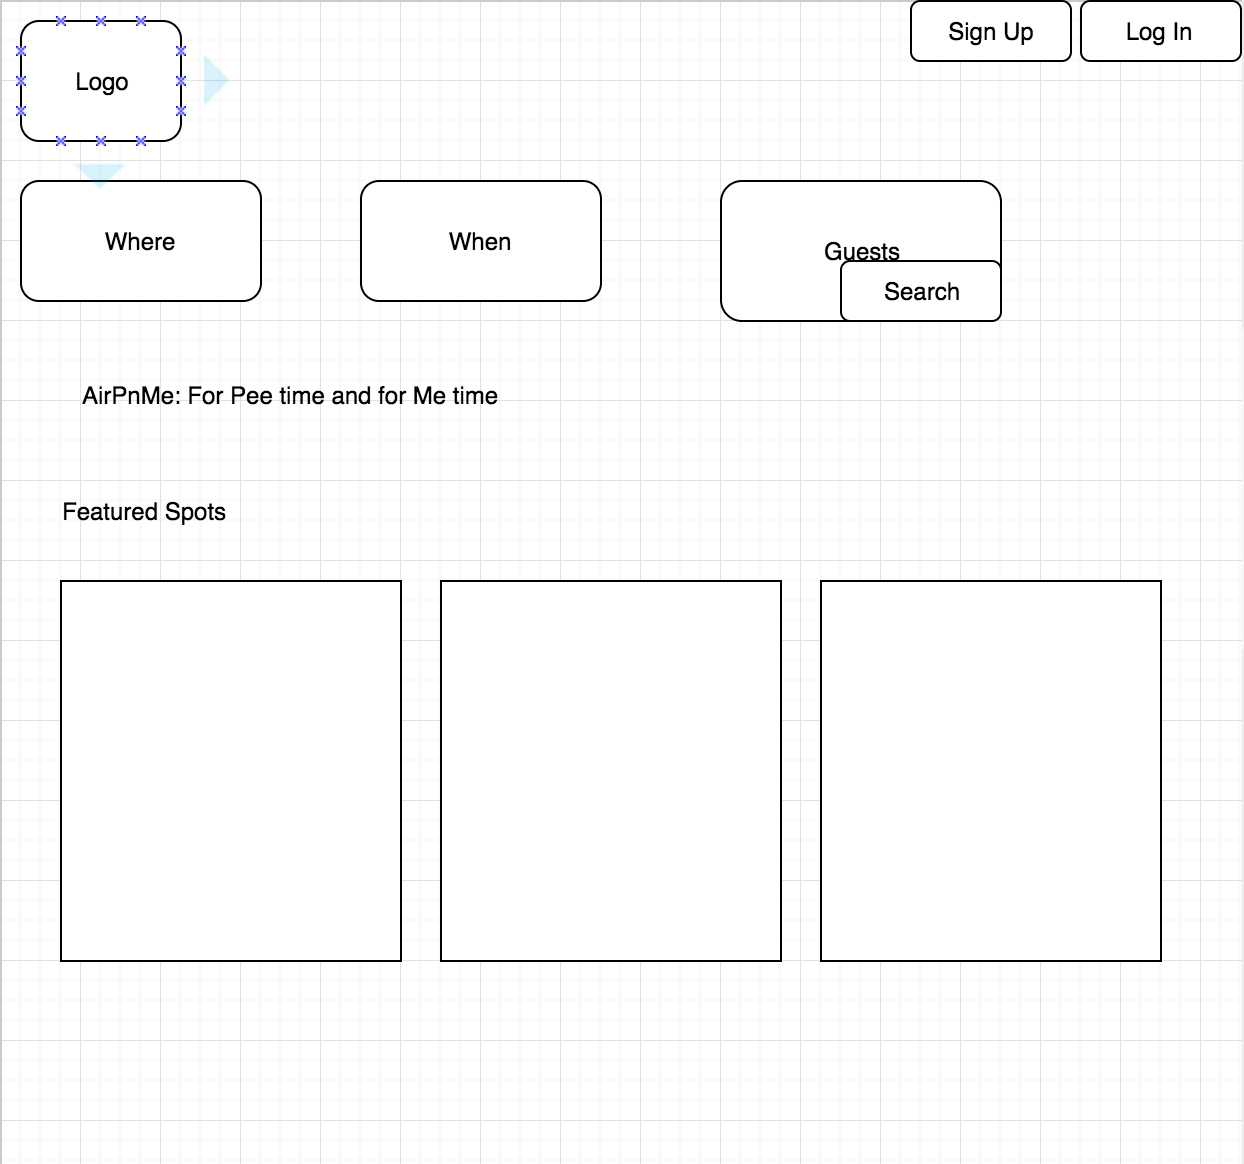 Logo
Sign Up
Log In
Where
When
Guests
Search
AirPnMe: For Pee time and for Me time
Featured Spots